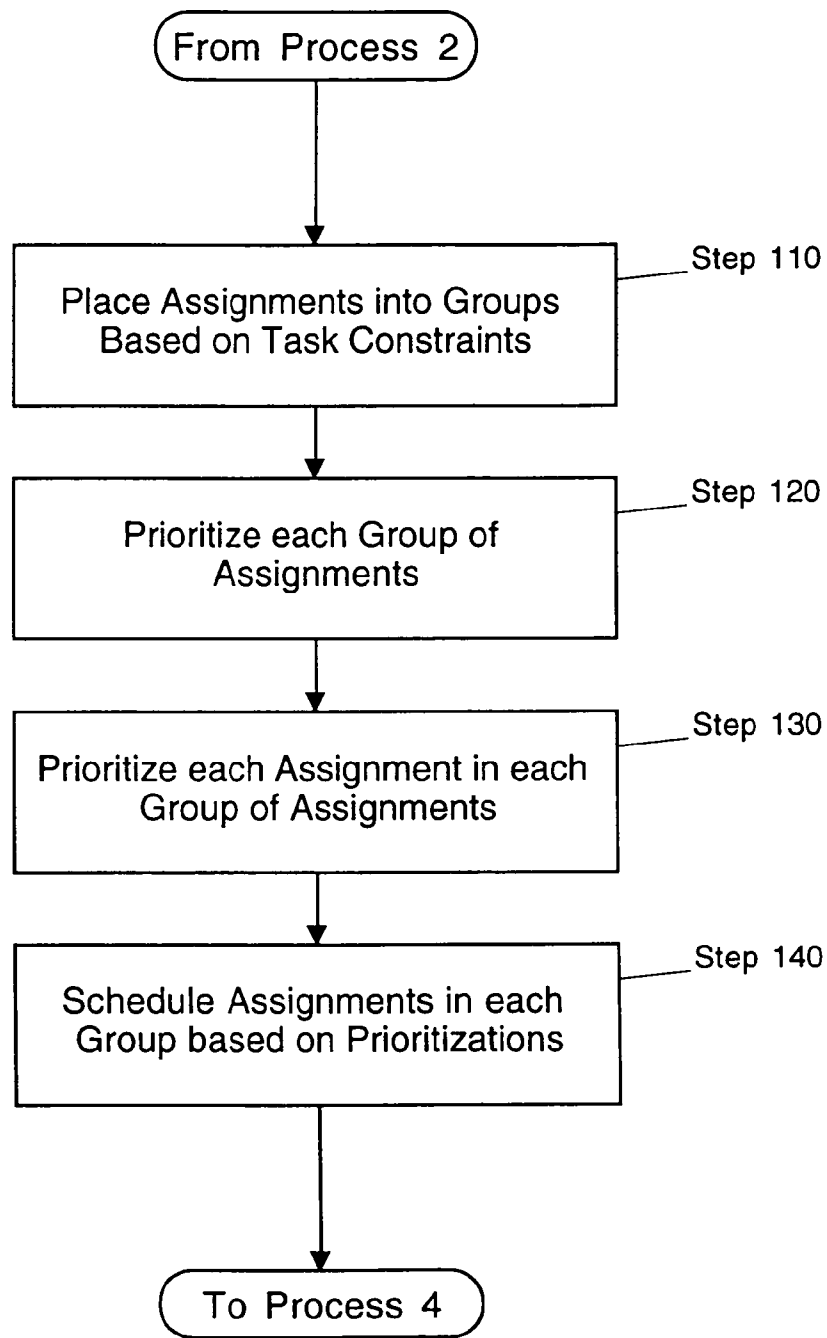 From Process 2
Step 110
Place Assignments into Groups
Based on Task Constraints
Step 120
Prioritize each Group of
Assignments
Step 130
Prioritize each Assignment in each
Group of Assignments
Step 140
Schedule Assignments in each
Group based on Prioritizations
To Process 4